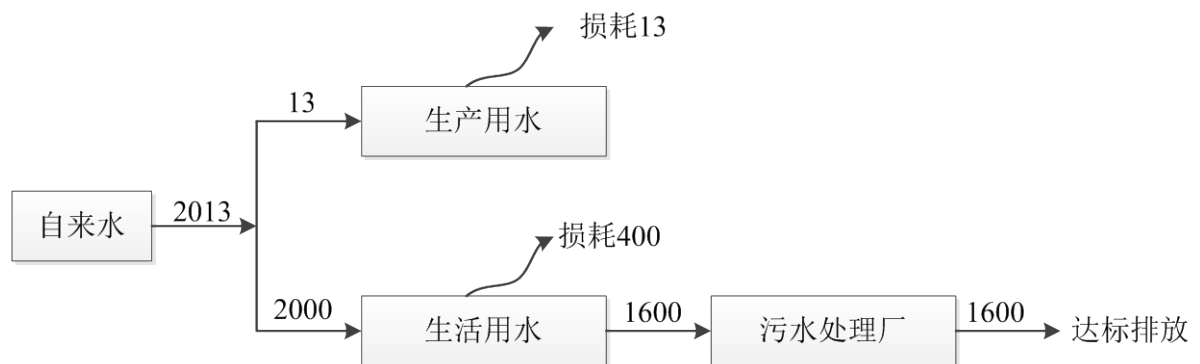 损耗13
13
生产用水
自来水
2013
损耗400
2000
生活用水
1600
污水处理厂
1600
达标排放